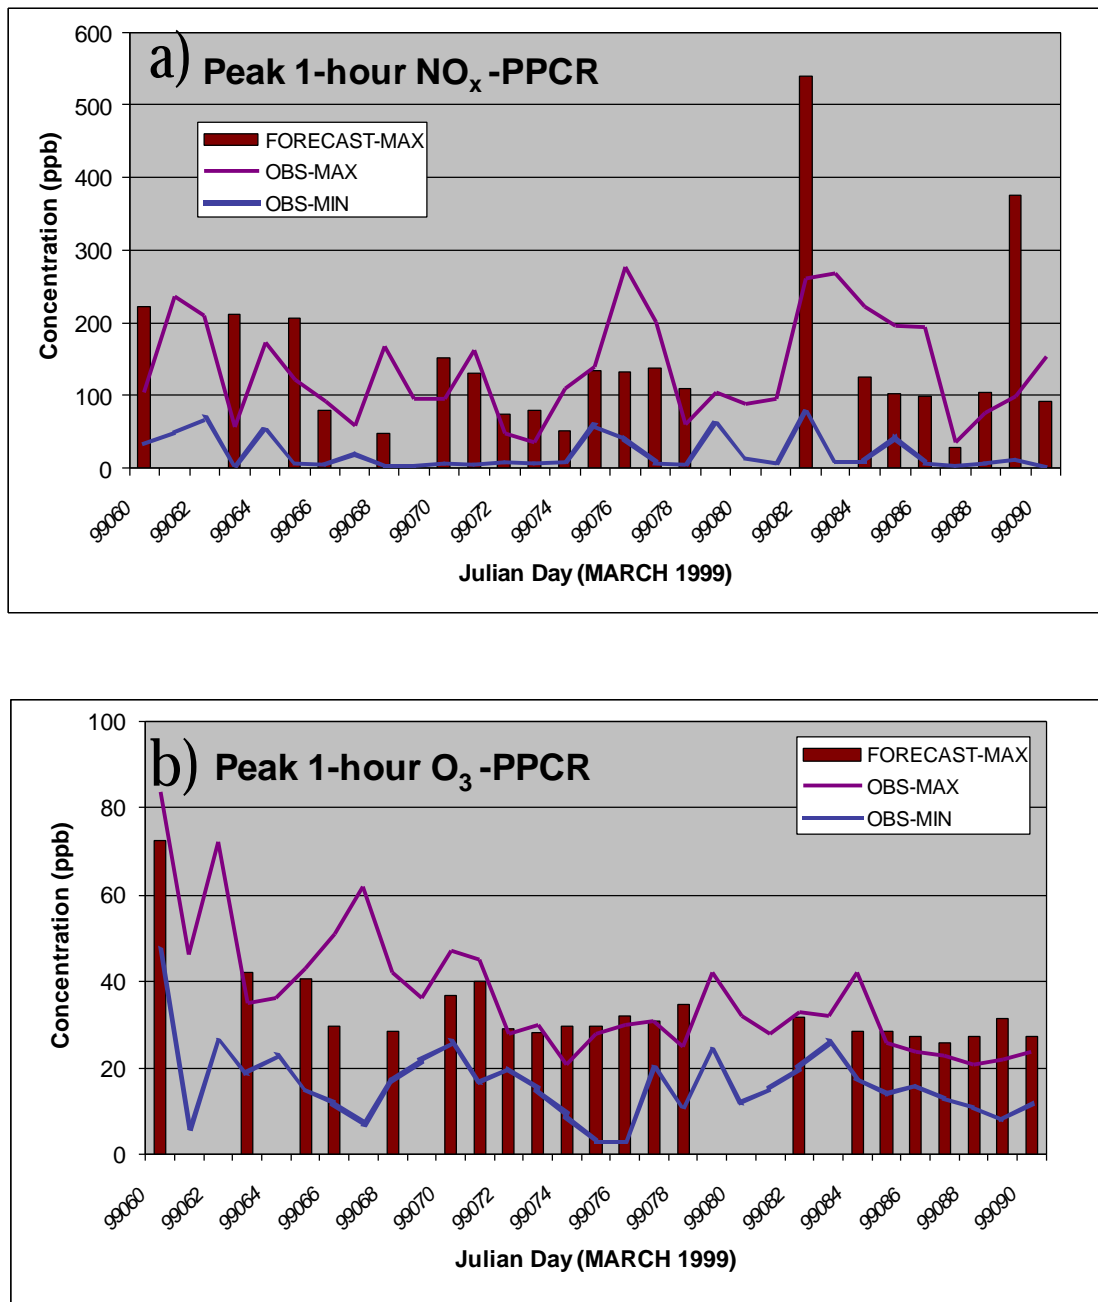 a) Peak 1-hour NOx -PPCR
600
500
400
300
200
100
0
Concentration (ppb)
FORECAST-MAX
OBS-MAX
OBS-MIN
99060 99062 99064 99066 99068 99070 99072 99074 99076 99078 99080 99082 99084 99086 99088 99090
Julian Day (MARCH 1999)
b) Peak 1-hour O3 -PPCR
100
80
60
40
20
0
Concentration (ppb)
FORECAST-MAX
OBS-MAX
OBS-MIN
99060 99062 99064 99066 99068 99070 99072 99074 99076 99078 99080 99082 99084 99086 99088 99090
Julian Day (MARCH 1999)